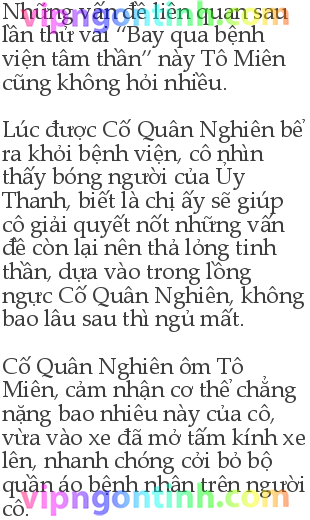 Những vấn đề liên quan sau
lần thử vai “Bay qua bệnh
viện tâm thần” này Tô Miên
cũng không hỏi nhiều.
Lúc được Cố Quân Nghiên bế
ra khỏi bệnh viện, cô nhìn
thấy bóng người của Úy
Thanh, biết là chị ấy sẽ giúp
cô giải quyết nốt những vấn
đề còn lại nên thả lỏng tinh
thần, dựa vào trong lồng
ngực Cố Quân Nghiên, không
bao lâu sau thì ngủ mất.
Cố Quân Nghiên ôm Tô
Miên, cảm nhận cơ thể chẳng
nặng bao nhiêu này của cô,
vừa vào xe đã mở tấm kính xe
lên, nhanh chóng cởi bỏ bộ
quần áo bệnh nhân trên người
cô.
vipngontinh.com
vipngontinh.com